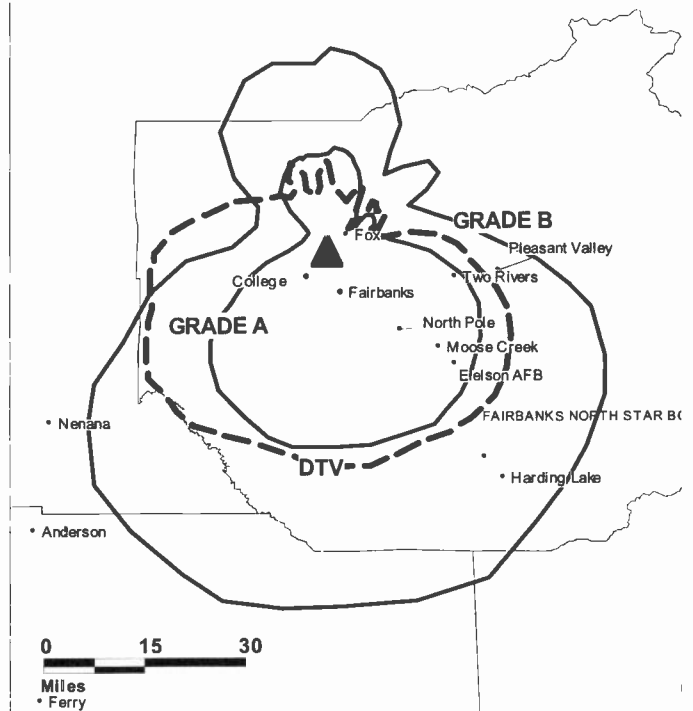 GRADE B
Fox
Pleasant Valley
College
Two Rivers
Fairbanks
GRADE A
North Pole
Moose Creek
Eielson AFB
FAIRBANKS NORTH STAR BO
Nenana
DTV
Harding Lake
Anderson
0 15 30
Miles
Ferry